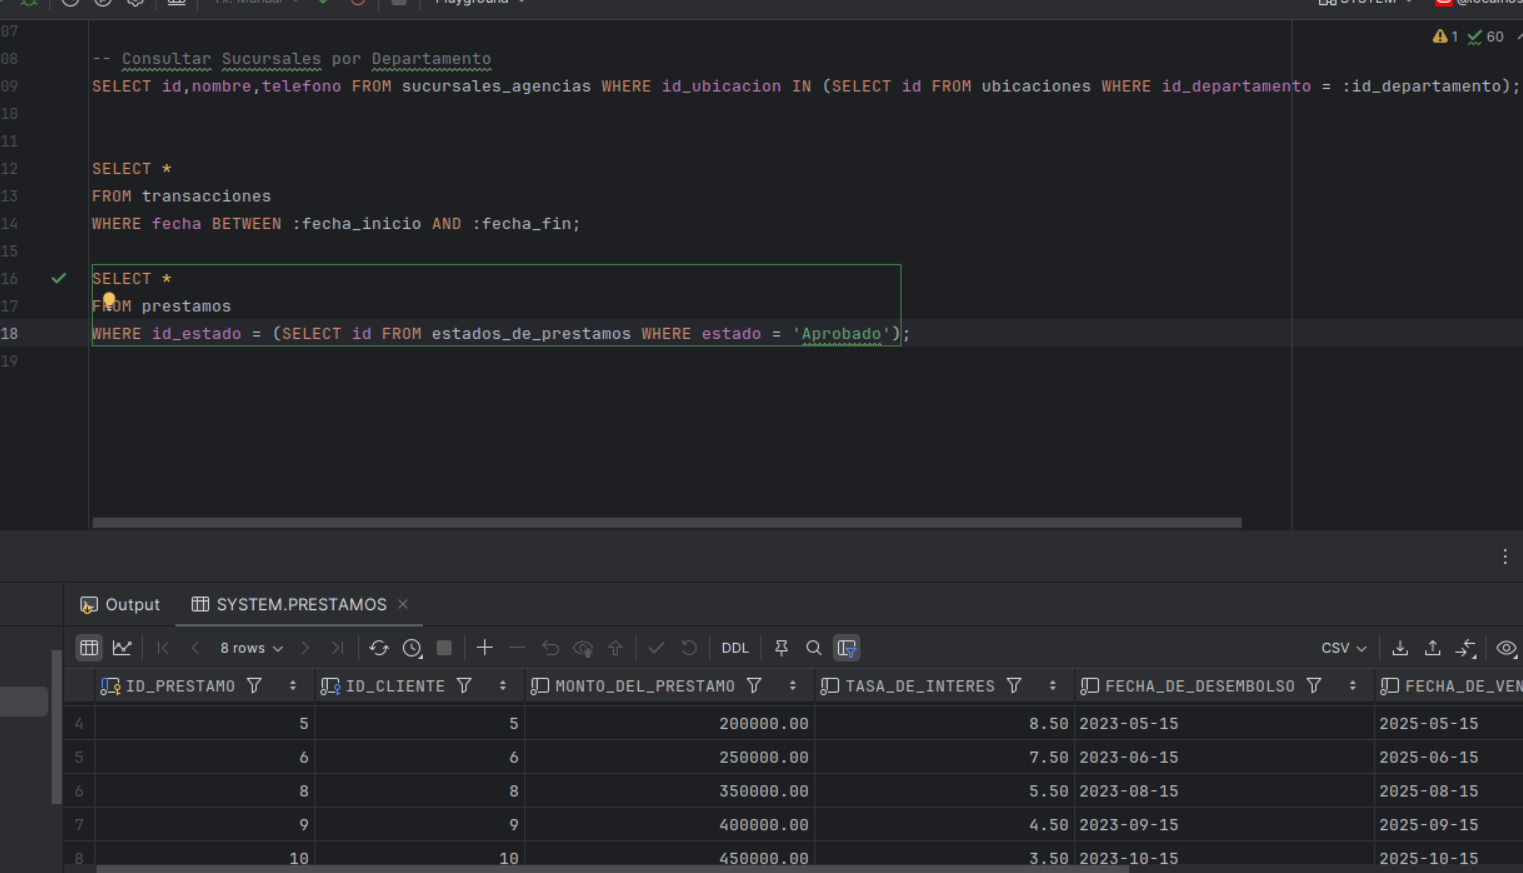 07
08 -- Consultar Sucursales por Departamento
09 SELECT id,nombre,telefono FROM sucursales_agencias WHERE id_ubicacion IN (SELECT id FROM ubicaciones WHERE id_departamento = :id_departamento);
10
11
12 SELECT *
13 FROM transacciones
14 WHERE fecha BETWEEN :fecha_inicio AND :fecha_fin;
15
16 SELECT *
17 FROM prestamos
18 WHERE id_estado = (SELECT id FROM estados_de_prestamos WHERE estado = 'Aprobado');
19
1 60
Output SYSTEM.PRESTAMOS
8 rows DDL CSV
ID_PRESTAMO ID_CLIENTE MONTO_DEL_PRESTAMO TASA_DE_INTERES FECHA_DE_DESEMBOLSO FECHA_DE_VEN
4 5 5 200000.00 8.50 2023-05-15 2025-05-15
5 6 6 250000.00 7.50 2023-06-15 2025-06-15
6 8 8 350000.00 5.50 2023-08-15 2025-08-15
7 9 9 400000.00 4.50 2023-09-15 2025-09-15
8 10 10 450000.00 3.50 2023-10-15 2025-10-15